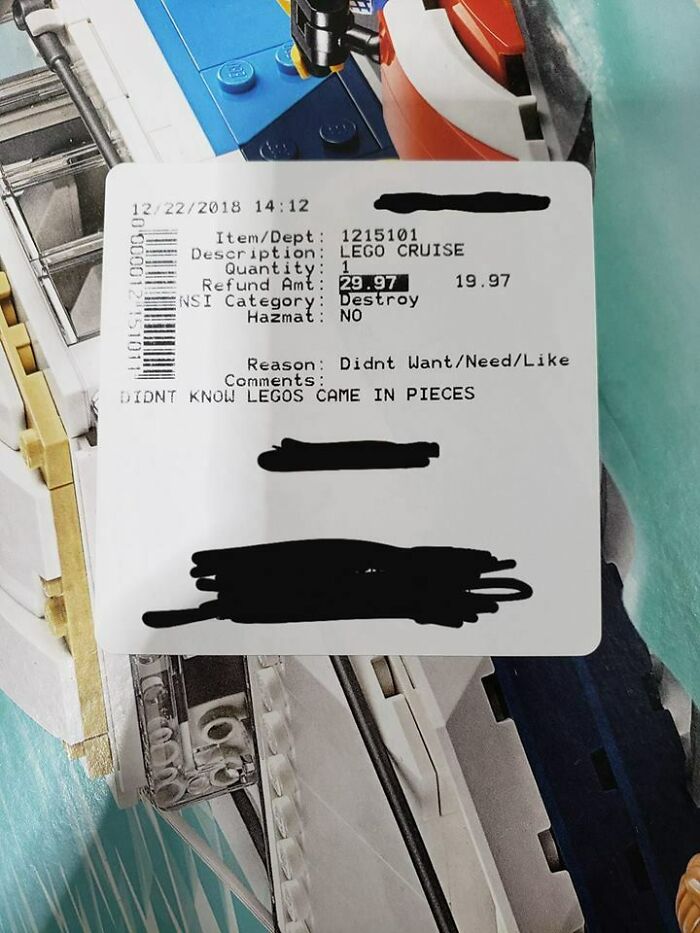 12/22/2018 14:12
Item/Dept: 1215101
Description: LEGO CRUISE
Quantity: 1
Refund Amt: 29.97 19.97
NSI Category: Destroy
Hazmat: NO
Reason: Didnt Want/Need/Like
Comments:
DIDNT KNOW LEGOS CAME IN PIECES